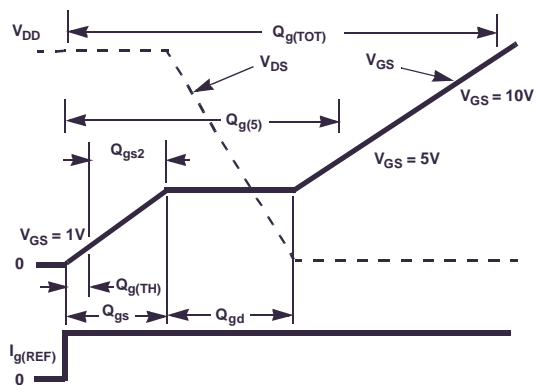 V_DD
Q_g(TOT)
V_DS
V_GS
V_GS = 10V
Q_g(5)
Q_gs2
V_GS = 5V
V_GS = 1V
0
Q_g(TH)
Q_gs
Q_gd
I_g(REF)
0